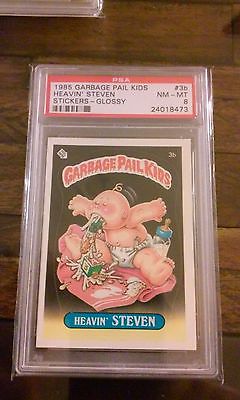 PSA
1985 GARBAGE PAIL KIDS #3b
HEAVIN' STEVEN NM - MT
STICKERS - GLOSSY 8
24018473
3b
GARBAGE PAIL KIDS
HEAVIN' STEVEN